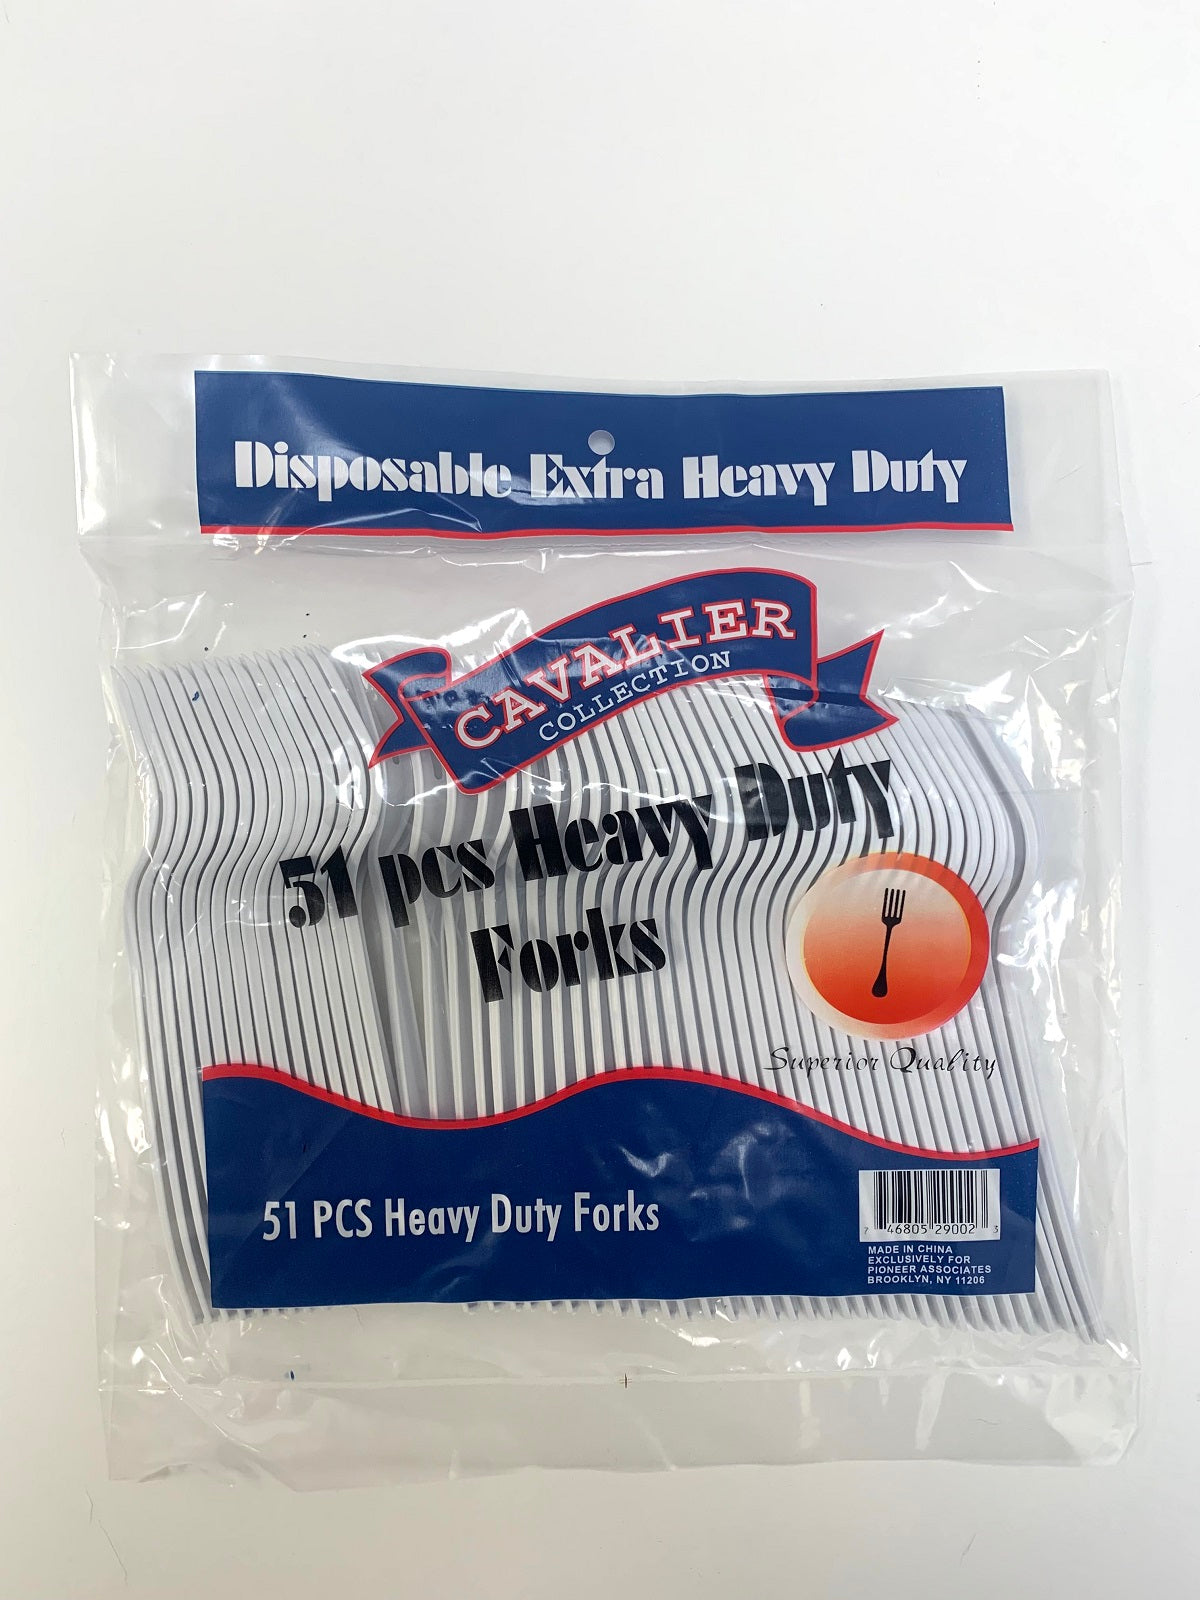 Disposable Extra Heavy Duty
CAVALIER
COLLECTION
51 pcs Heavy Duty
Forks
Superior Quality
51 PCS Heavy Duty Forks
7 46805 29002 3
MADE IN CHINA
EXCLUSIVELY FOR
PIONEER ASSOCIATES
BROOKLYN, NY 11206